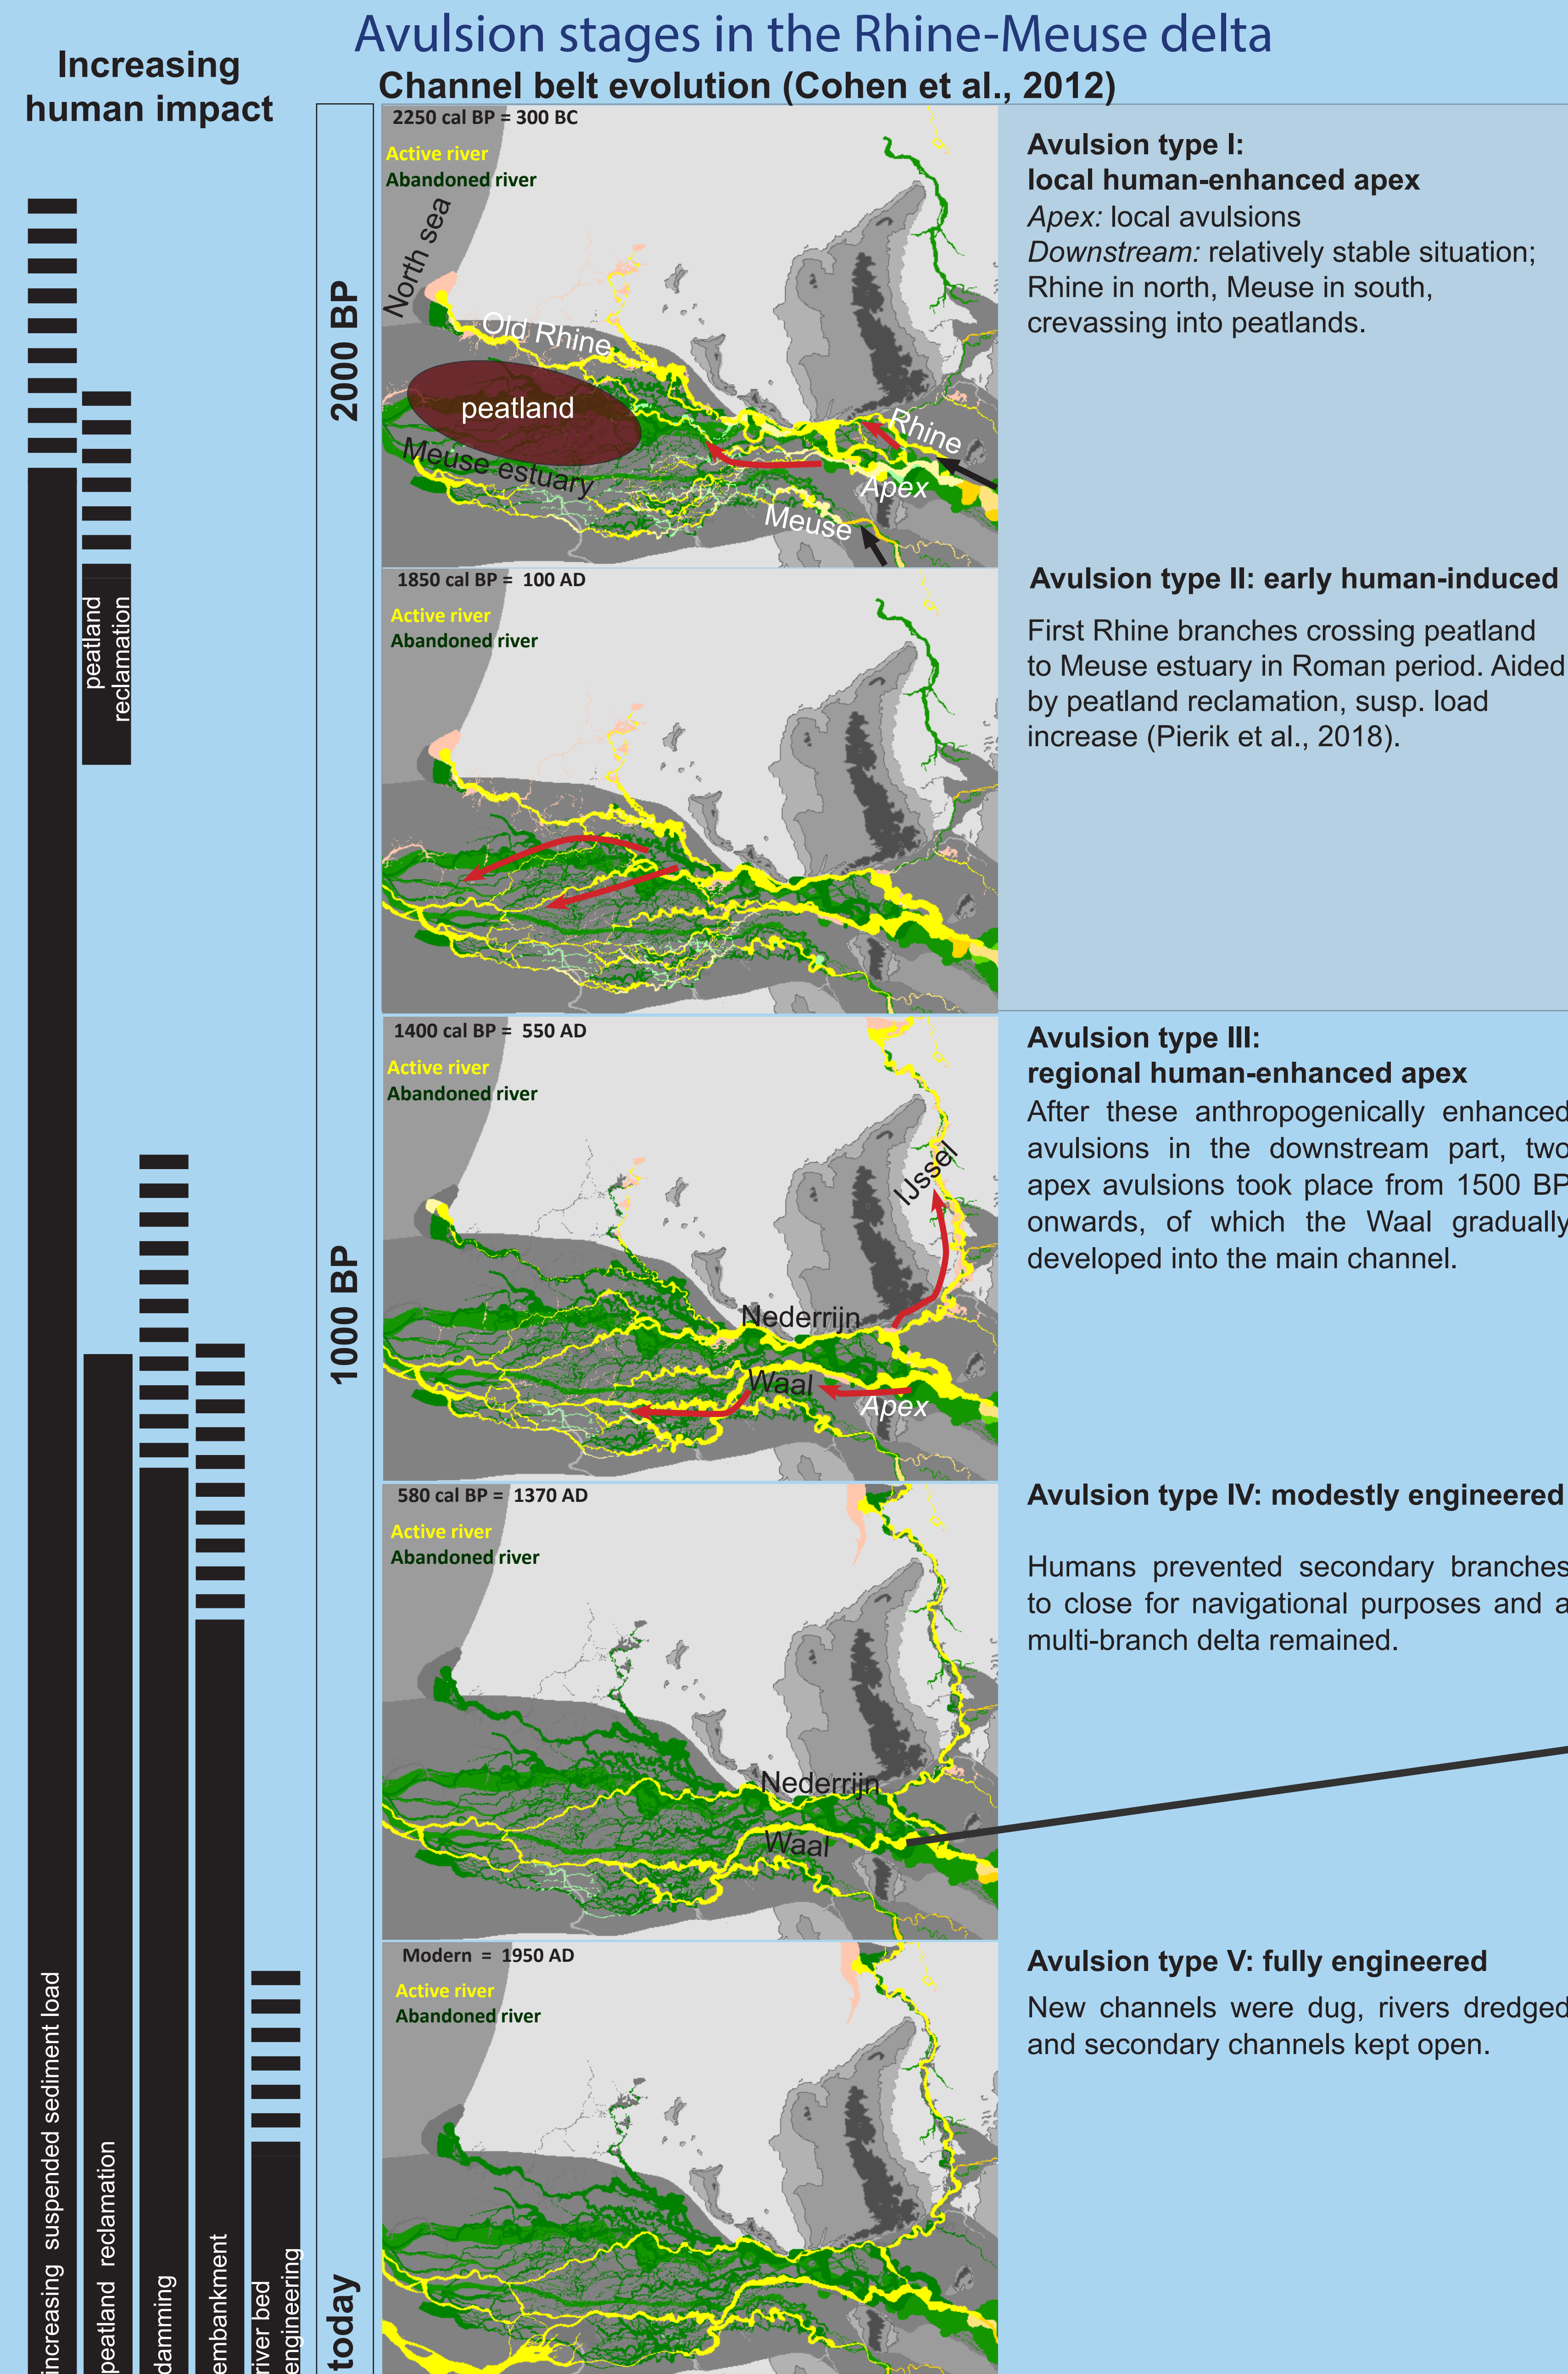 Avulsion stages in the Rhine-Meuse delta
Increasing
human impact
Channel belt evolution (Cohen et al., 2012)
2250 cal BP = 300 BC
Active river
Abandoned river
North sea
Old Rhine
peatland
Meuse estuary
Rhine
Apex
Meuse
2000 BP
Avulsion type I:
local human-enhanced apex
Apex: local avulsions
Downstream: relatively stable situation;
Rhine in north, Meuse in south,
crevassing into peatlands.
peatland
reclamation
1850 cal BP = 100 AD
Active river
Abandoned river
Avulsion type II: early human-induced
First Rhine branches crossing peatland
to Meuse estuary in Roman period. Aided
by peatland reclamation, susp. load
increase (Pierik et al., 2018).
1400 cal BP = 550 AD
Active river
Abandoned river
IJssel
Nederrijn
Waal
Apex
1000 BP
Avulsion type III:
regional human-enhanced apex
After these anthropogenically enhanced
avulsions in the downstream part, two
apex avulsions took place from 1500 BP
onwards, of which the Waal gradually
developed into the main channel.
580 cal BP = 1370 AD
Active river
Abandoned river
Nederrijn
Waal
Avulsion type IV: modestly engineered
Humans prevented secondary branches
to close for navigational purposes and a
multi-branch delta remained.
Modern = 1950 AD
Active river
Abandoned river
Avulsion type V: fully engineered
New channels were dug, rivers dredged
and secondary channels kept open.
increasing suspended sediment load
peatland reclamation
damming
embankment
river bed
engineering
today